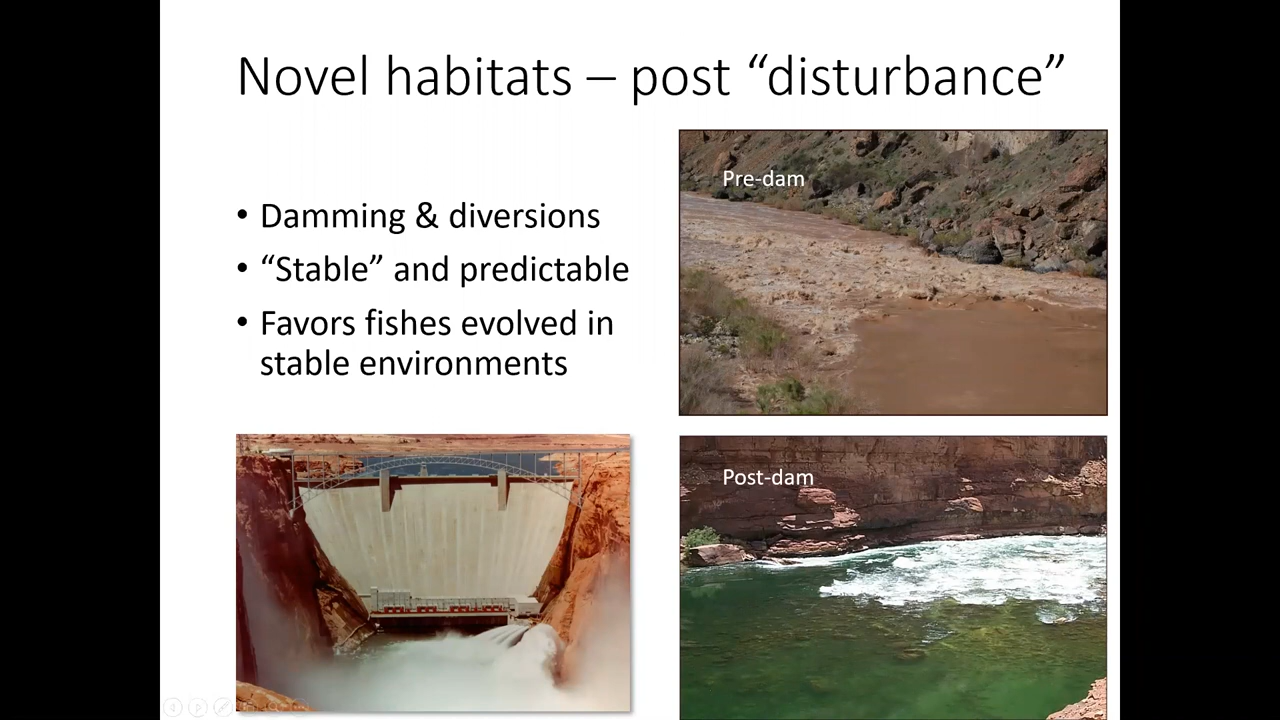 Novel habitats – post “disturbance”
• Damming & diversions
• “Stable” and predictable
• Favors fishes evolved in
stable environments
Pre-dam
Post-dam